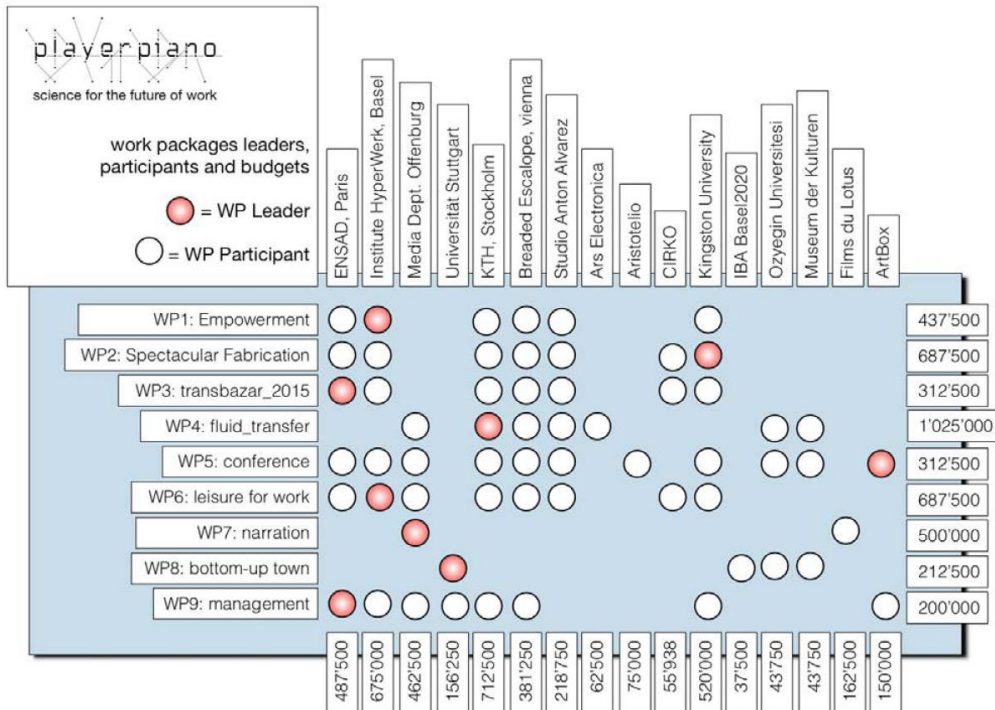 playerpiano
science for the future of work
work packages leaders,
participants and budgets
= WP Leader
= WP Participant
ENSAD, Paris
Institute HyperWerk, Basel
Media Dept. Offenburg
Universität Stuttgart
KTH, Stockholm
Breaded Escalope, vienna
Studio Anton Alvarez
Ars Electronica
Aristotelio
CIRKO
Kingston University
IBA Basel2020
Ozyegin Universitesi
Museum der Kulturen
Films du Lotus
ArtBox
WP1: Empowerment 437'500
WP2: Spectacular Fabrication 687'500
WP3: transbazar_2015 312'500
WP4: fluid_transfer 1'025'000
WP5: conference 312'500
WP6: leisure for work 687'500
WP7: narration 500'000
WP8: bottom-up town 212'500
WP9: management 200'000
487'500
675'000
462'500
156'250
712'500
381'250
218'750
62'500
75'000
55'938
520'000
37'500
43'750
43'750
162'500
150'000